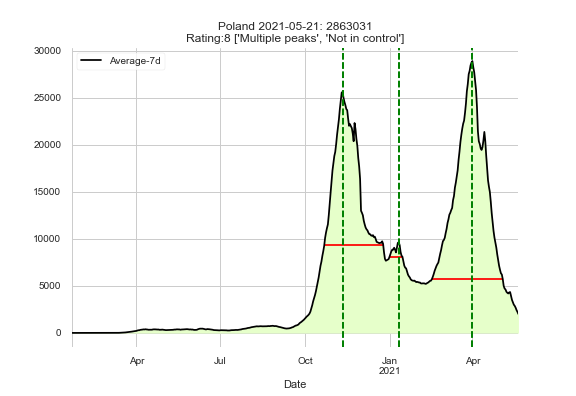 Poland 2021-05-21: 2863031
Rating:8 ['Multiple peaks', 'Not in control']
Average-7d
30000
25000
20000
15000
10000
5000
0
Apr Jul Oct Jan Apr
2021
Date